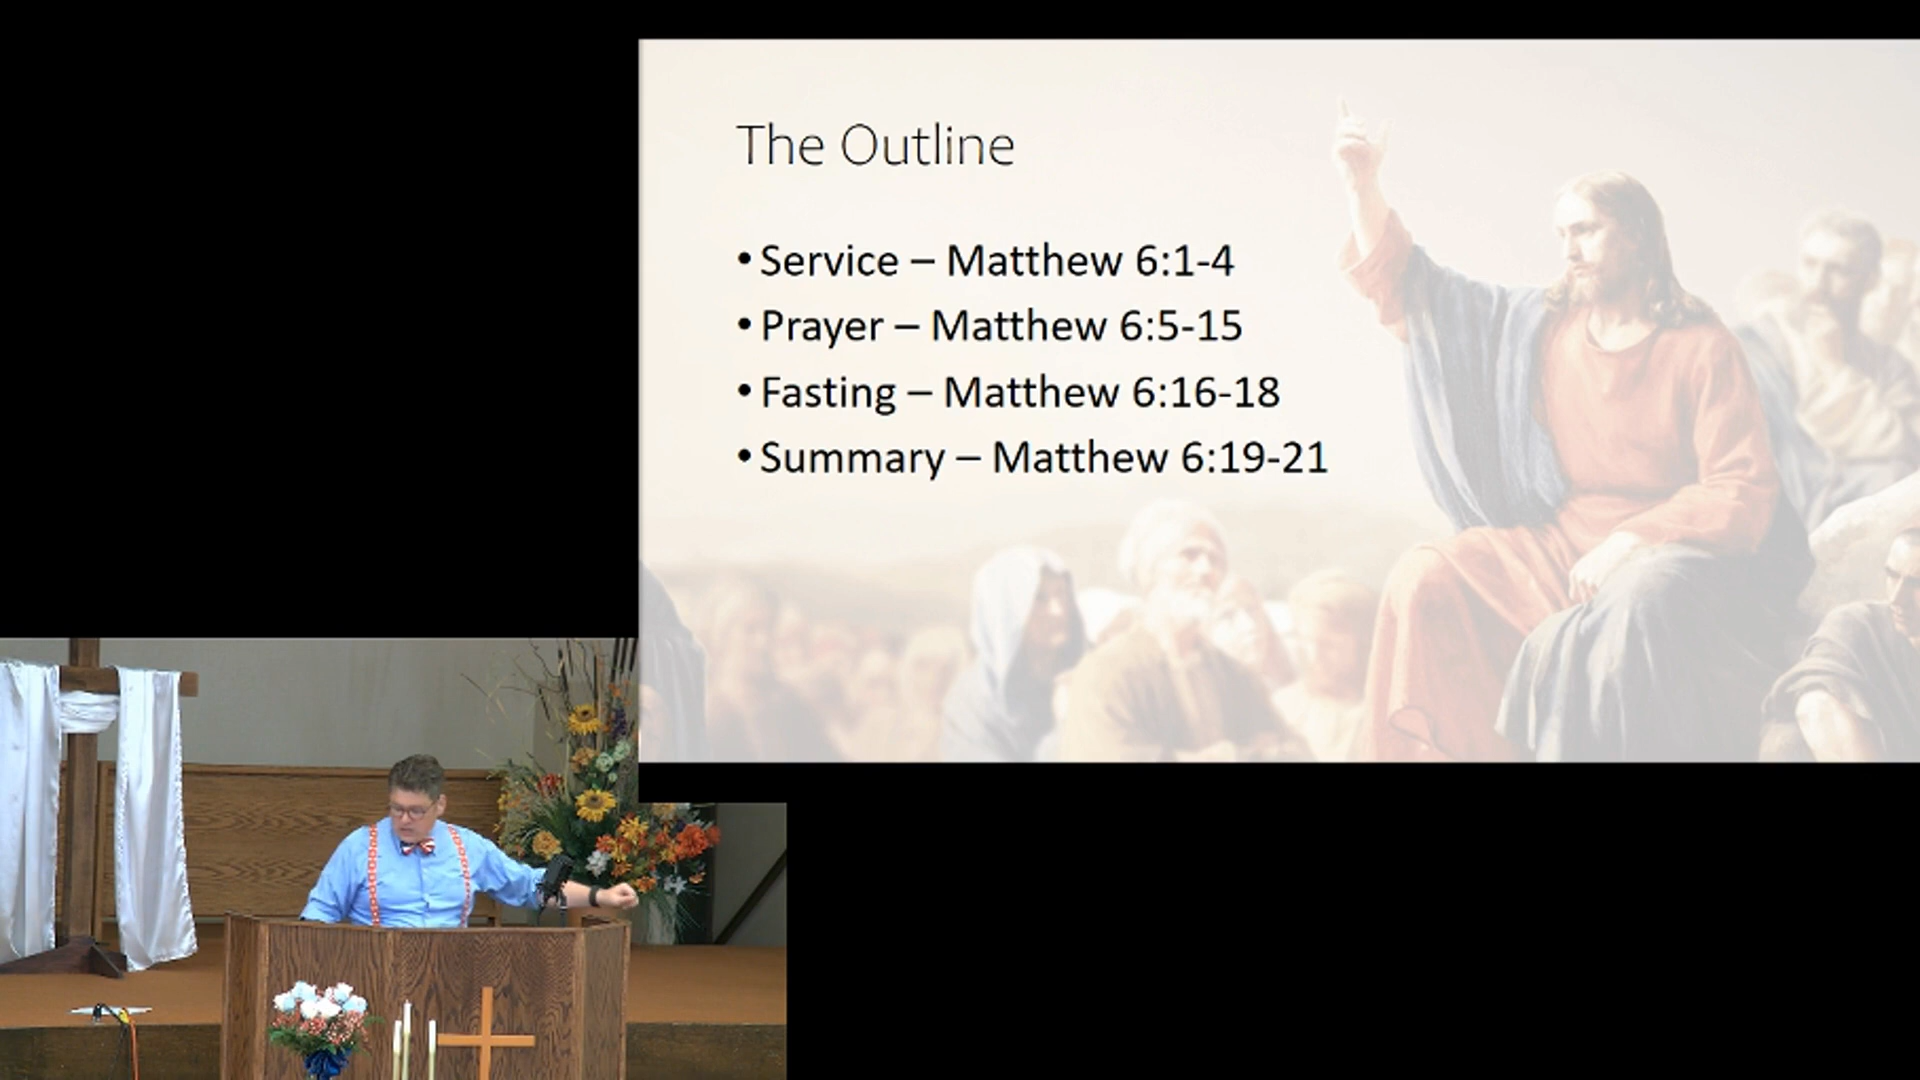 The Outline
• Service – Matthew 6:1-4
• Prayer – Matthew 6:5-15
• Fasting – Matthew 6:16-18
• Summary – Matthew 6:19-21